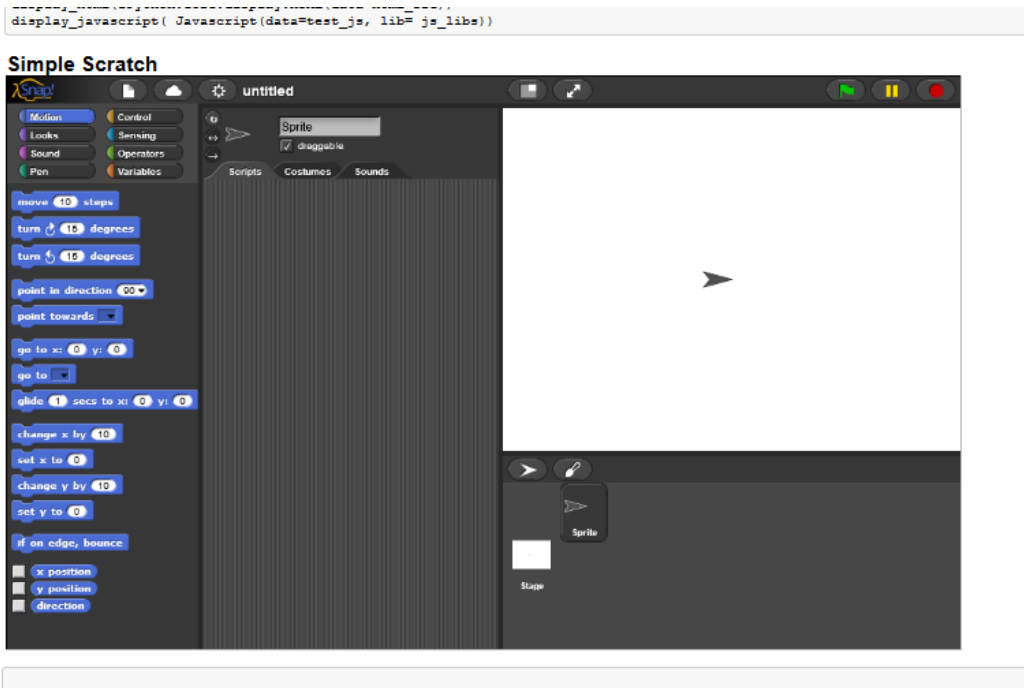 display_javascript( Javascript(data=test_js, lib= js_libs))
Simple Scratch
λSnap!
untitled
Motion
Control
Looks
Sensing
Sound
Operators
Pen
Variables
Sprite
draggable
Scripts
Costumes
Sounds
move 10 steps
turn 15 degrees
turn 15 degrees
point in direction 90
point towards
go to x: 0 y: 0
go to
glide 1 secs to x: 0 y: 0
change x by 10
set x to 0
change y by 10
set y to 0
if on edge, bounce
x position
y position
direction
Sprite
Stage